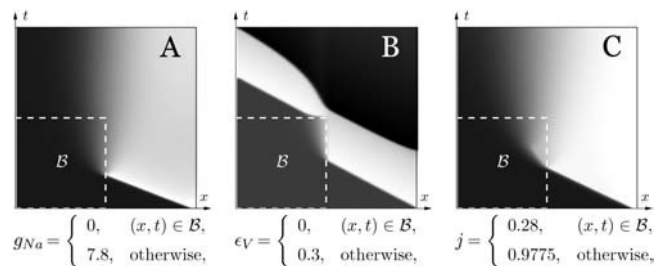 t t t
A B C
B B B
x x x
g_{Na} = { 0, (x, t) ∈ B, ϵ_V = { 0, (x, t) ∈ B, j = { 0.28, (x, t) ∈ B,
7.8, otherwise, 0.3, otherwise, 0.9775, otherwise,